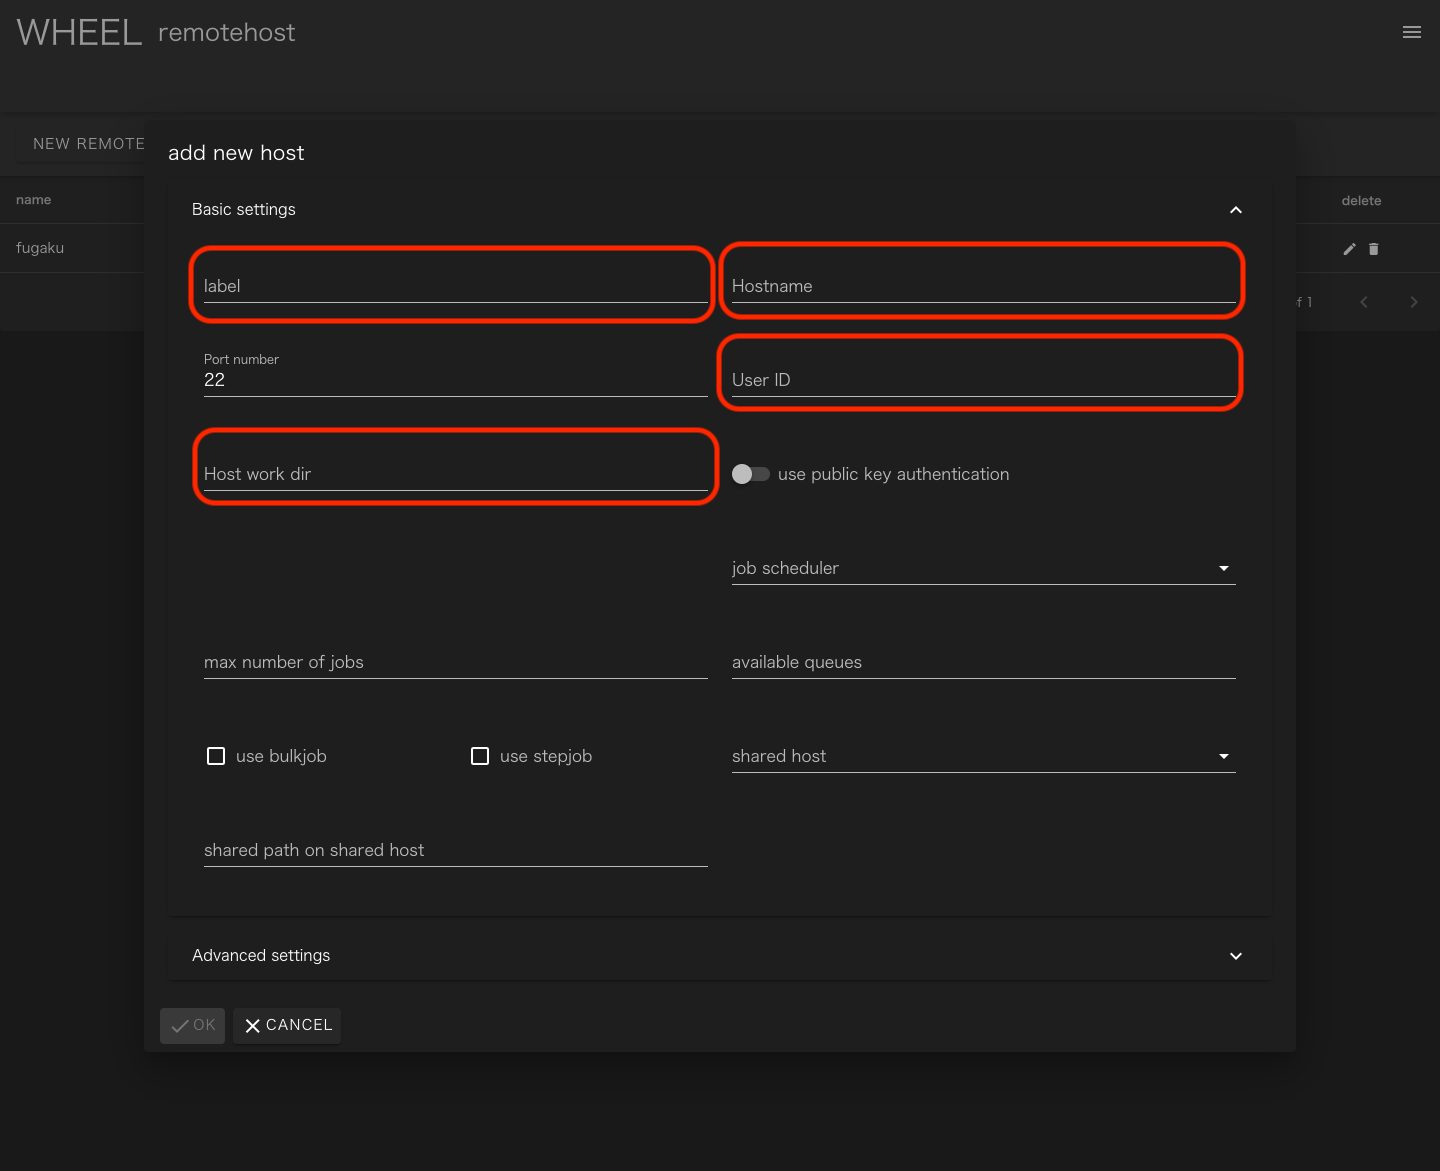 WHEEL remotehost
NEW REMOTE
name
delete
fugaku
of 1
add new host
Basic settings
label
Hostname
Port number
22
User ID
Host work dir
use public key authentication
job scheduler
max number of jobs
available queues
use bulkjob
use stepjob
shared host
shared path on shared host
Advanced settings
OK
CANCEL